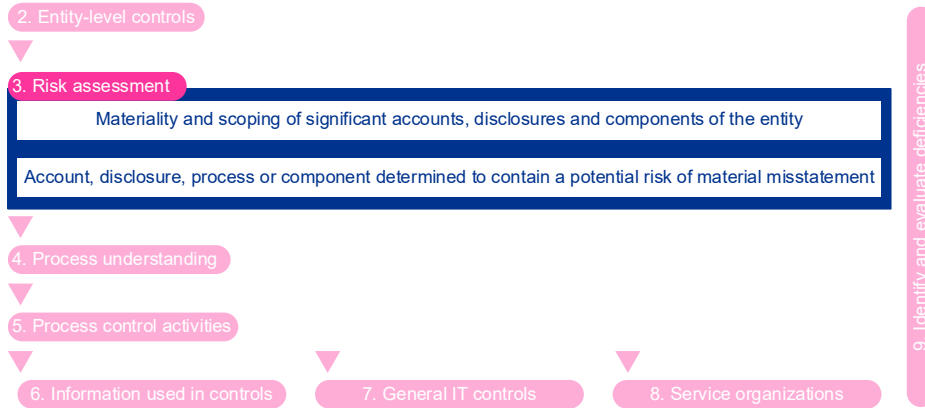 2. Entity-level controls
3. Risk assessment
Materiality and scoping of significant accounts, disclosures and components of the entity
Account, disclosure, process or component determined to contain a potential risk of material misstatement
4. Process understanding
5. Process control activities
6. Information used in controls
7. General IT controls
8. Service organizations
9. Identify and evaluate deficiencies